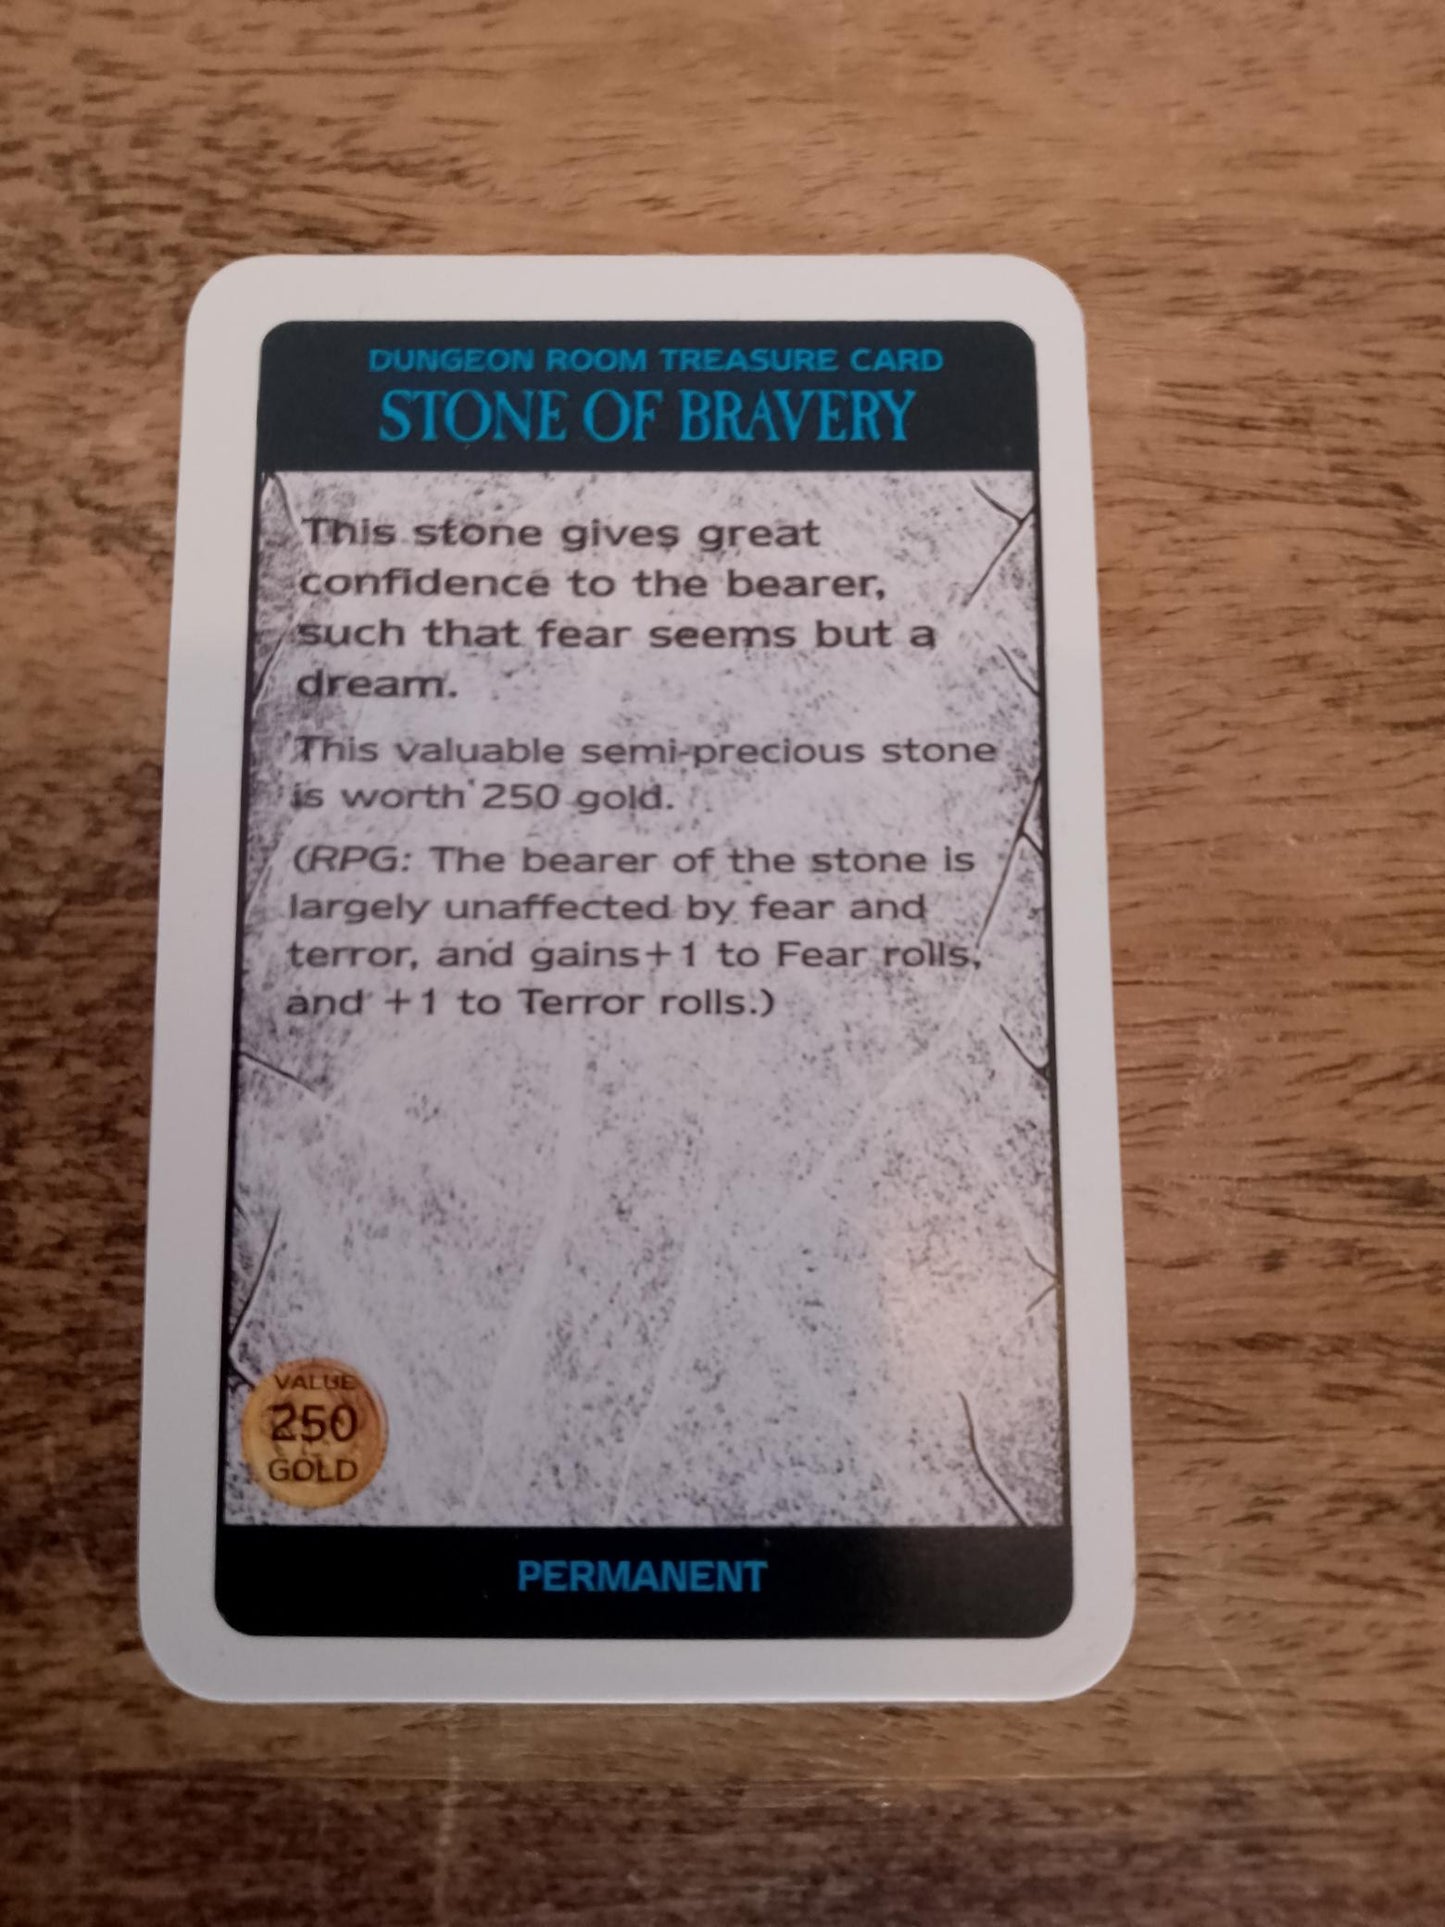 DUNGEON ROOM TREASURE CARD
STONE OF BRAVERY
This stone gives great
confidence to the bearer,
such that fear seems but a
dream.
This valuable semi-precious stone
is worth 250 gold.
(RPG: The bearer of the stone is
largely unaffected by fear and
terror, and gains+1 to Fear rolls,
and +1 to Terror rolls.)
VALUE
250
GOLD
PERMANENT